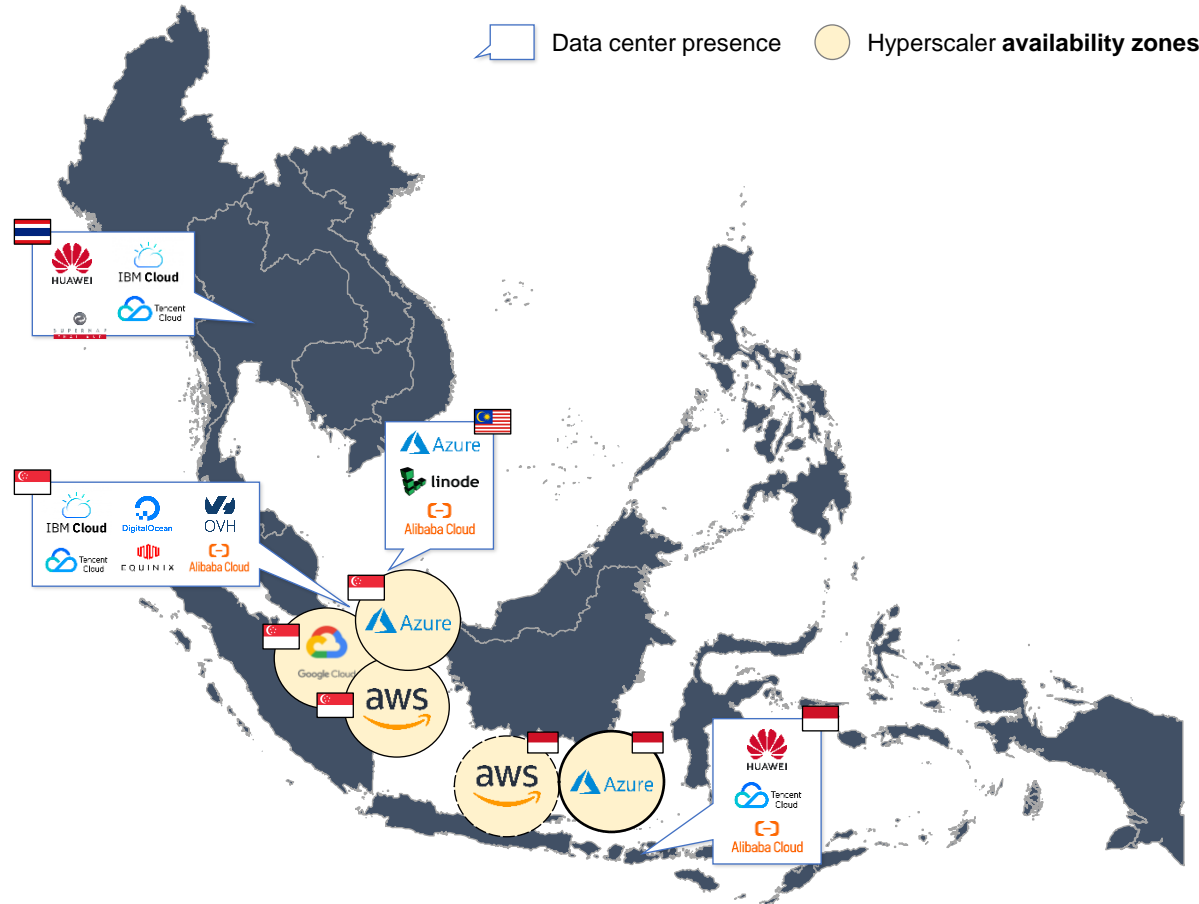 Data center presence
Hyperscaler availability zones
HUAWEI
IBM Cloud
Tencent
Cloud
Azure
linode
Alibaba Cloud
IBM Cloud
DigitalOcean
OVH
Tencent
Cloud
EQUINIX
Alibaba Cloud
Azure
Google Cloud
aws
aws
Azure
HUAWEI
Tencent
Cloud
Alibaba Cloud